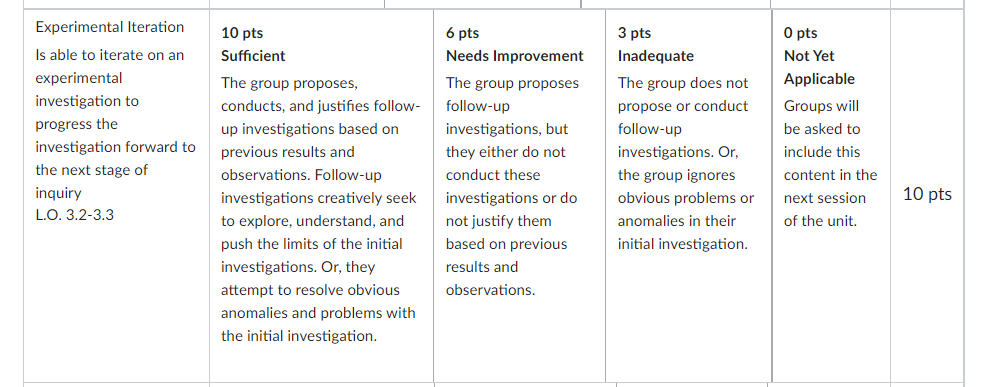 Experimental Iteration
Is able to iterate on an
experimental
investigation to
progress the
investigation forward to
the next stage of
inquiry
L.O. 3.2-3.3
10 pts
Sufficient
The group proposes,
conducts, and justifies follow-
up investigations based on
previous results and
observations. Follow-up
investigations creatively seek
to explore, understand, and
push the limits of the initial
investigations. Or, they
attempt to resolve obvious
anomalies and problems with
the initial investigation.
6 pts
Needs Improvement
The group proposes
follow-up
investigations, but
they either do not
conduct these
investigations or do
not justify them
based on previous
results and
observations.
3 pts
Inadequate
The group does not
propose or conduct
follow-up
investigations. Or,
the group ignores
obvious problems or
anomalies in their
initial investigation.
0 pts
Not Yet
Applicable
Groups will
be asked to
include this
content in the
next session
of the unit.
10 pts